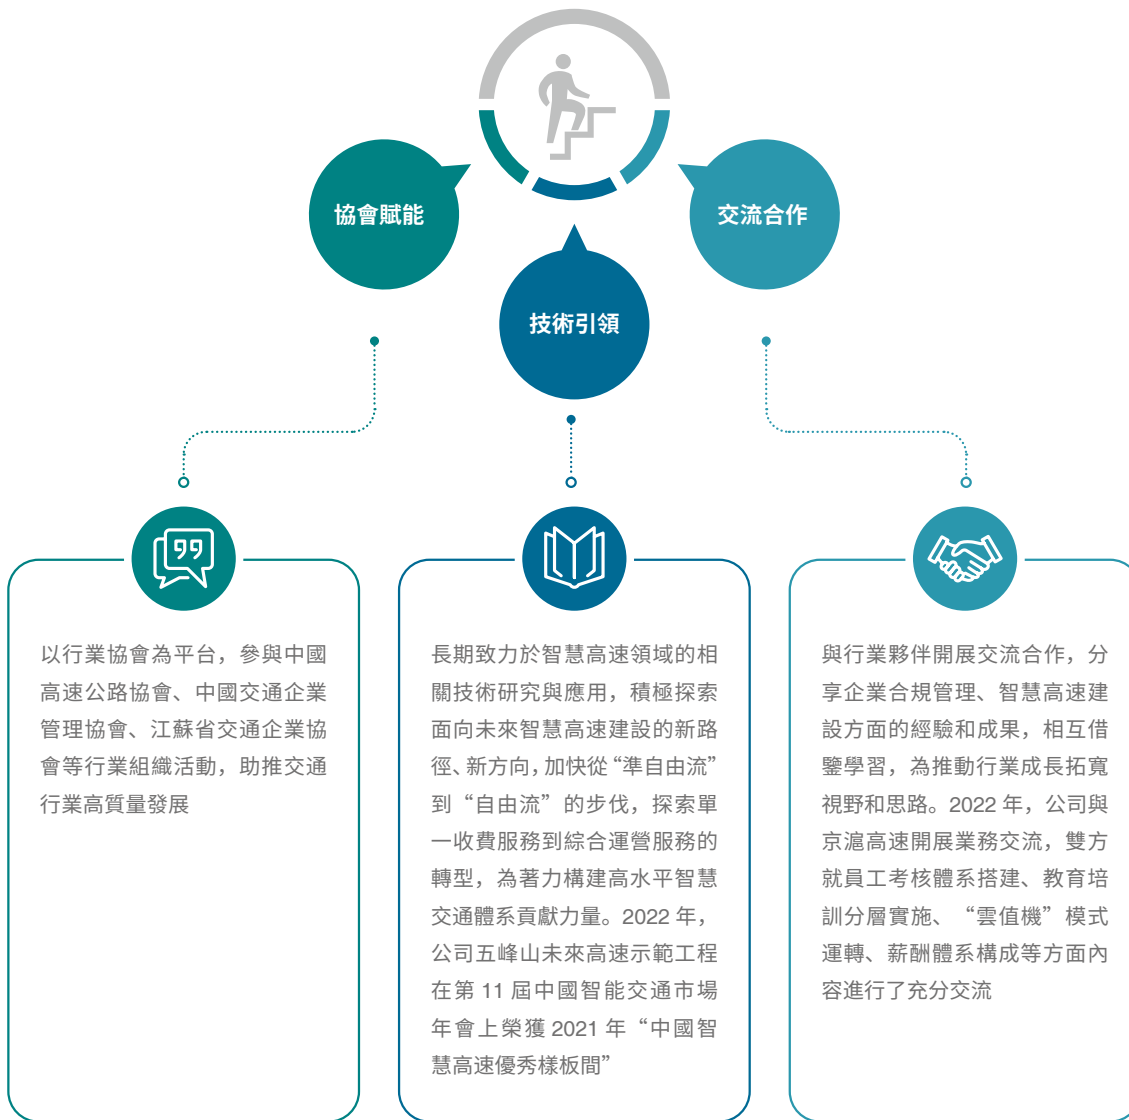 協會賦能
交流合作
技術引領
以行業協會為平台，參與中國
高速公路協會、中國交通企業
管理協會、江蘇省交通企業協
會等行業組織活動，助推交通
行業高質量發展
長期致力於智慧高速領域的相
關技術研究與應用，積極探索
面向未來智慧高速建設的新路
徑、新方向，加快從“準自由流”
到“自由流”的步伐，探索單
一收費服務到綜合運營服務的
轉型，為著力構建高水平智慧
交通體系貢獻力量。2022 年，
公司五峰山未來高速示範工程
在第 11 屆中國智能交通市場
年會上榮獲 2021 年“中國智
慧高速優秀樣板間”
與行業夥伴開展交流合作，分
享企業合規管理、智慧高速建
設方面的經驗和成果，相互借
鑒學習，為推動行業成長拓寬
視野和思路。2022 年，公司與
京滬高速開展業務交流，雙方
就員工考核體系搭建、教育培
訓分層實施、“雲值機”模式
運轉、薪酬體系構成等方面內
容進行了充分交流